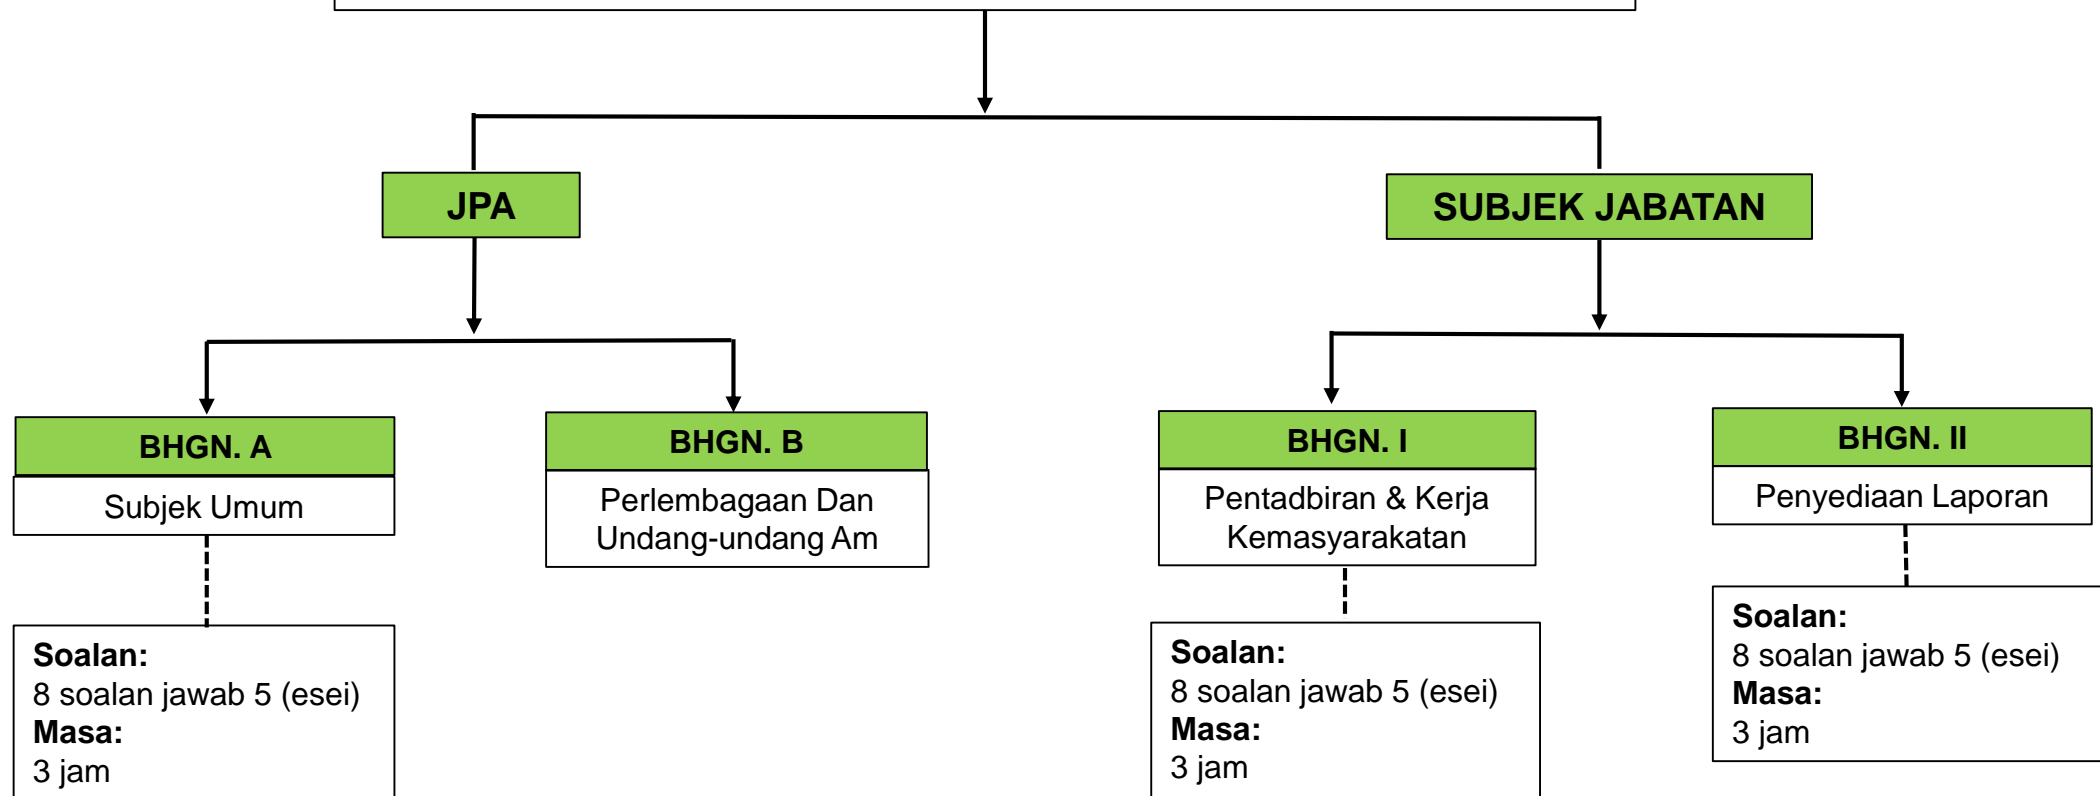 JPA
SUBJEK JABATAN
BHGN. A
Subjek Umum
Soalan:
8 soalan jawab 5 (esei)
Masa:
3 jam
BHGN. B
Perlembagaan Dan
Undang-undang Am
BHGN. I
Pentadbiran & Kerja
Kemasyarakatan
Soalan:
8 soalan jawab 5 (esei)
Masa:
3 jam
BHGN. II
Penyediaan Laporan
Soalan:
8 soalan jawab 5 (esei)
Masa:
3 jam